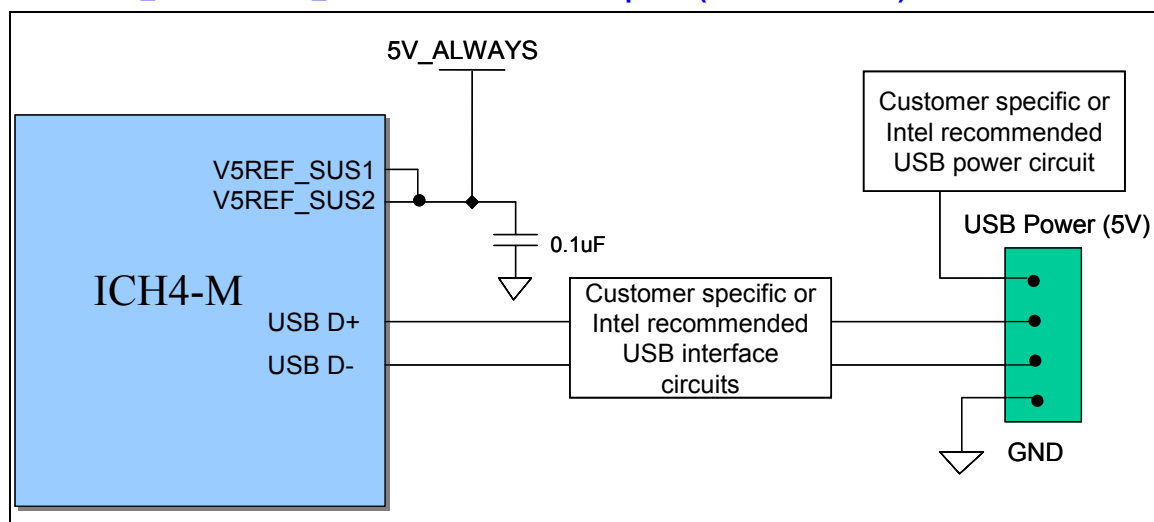 5V_ALWAYS
Customer specific or
Intel recommended
USB power circuit
V5REF_SUS1
V5REF_SUS2
USB Power (5V)
0.1uF
ICH4-M
Customer specific or
Intel recommended
USB interface
circuits
USB D+
USB D-
GND